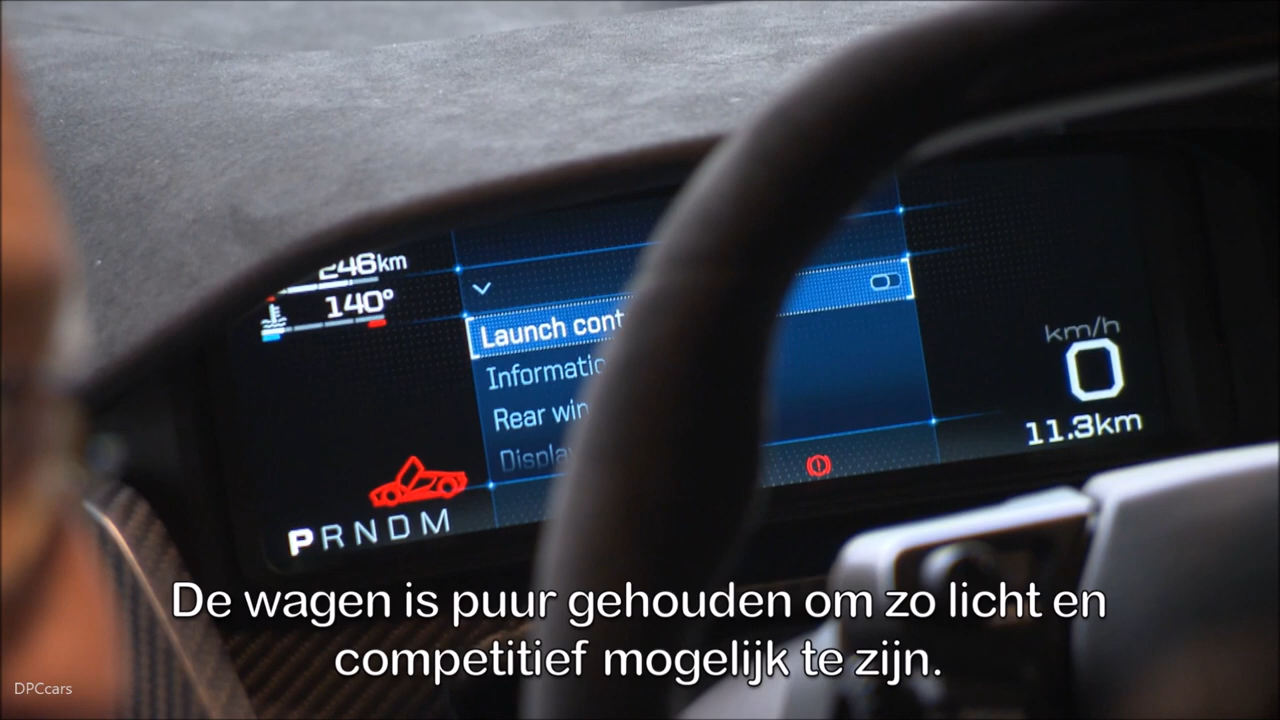 246km
140°
Launch cont
Informatio
Rear win
Display
km/h
0
11.3km
P R N D M
De wagen is puur gehouden om zo licht en
competitief mogelijk te zijn.
DPCcars